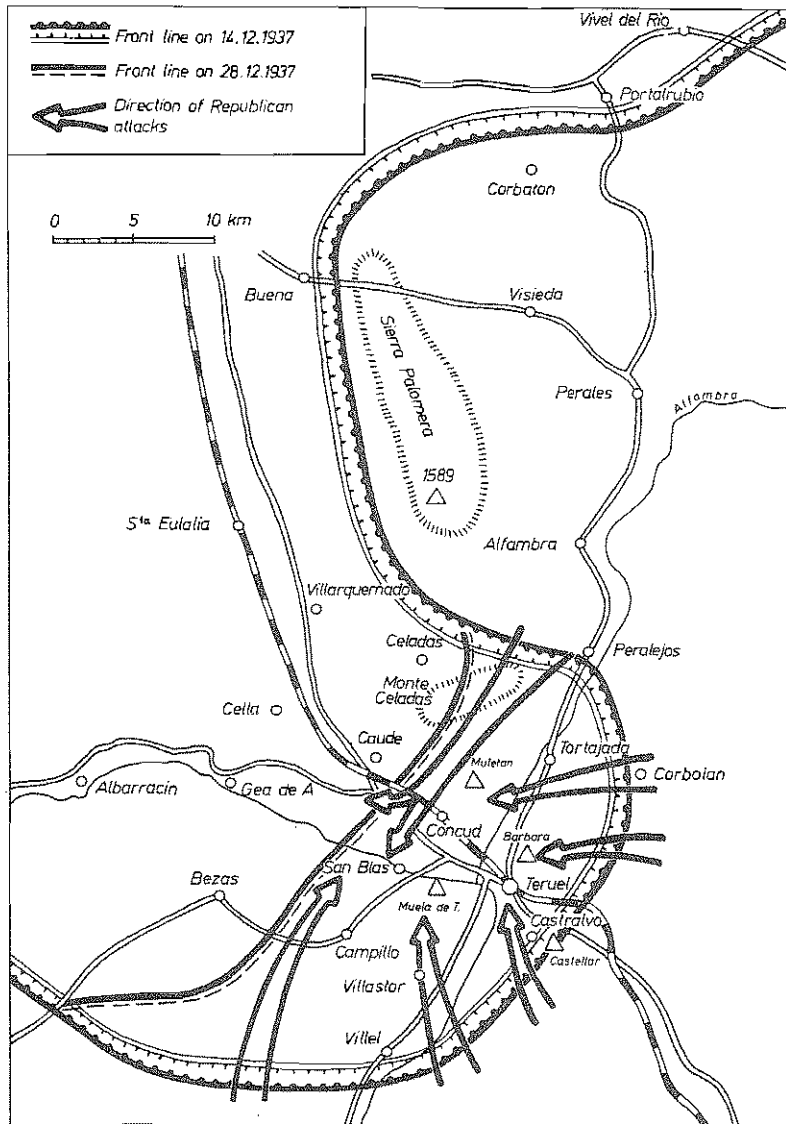 Front line on 14.12.1937
Front line on 28.12.1937
Direction of Republican
attacks
0 5 10 km
Vivel del Río
Portalrubio
Corbaton
Buena
Visieda
Sierra Palomera
Perales
Alfambra
1589
Sta Eulalia
Alfambra
Villarquemado
Celadas
Peralejos
Monte
Celadas
Cella
Caude
Tortajada
Muletan
Corbolan
Albarracín
Gea de A.
Concud
Barbara
San Blas
Teruel
Bezas
Muela de T.
Castralvo
Campillo
Castellar
Villastar
Villel